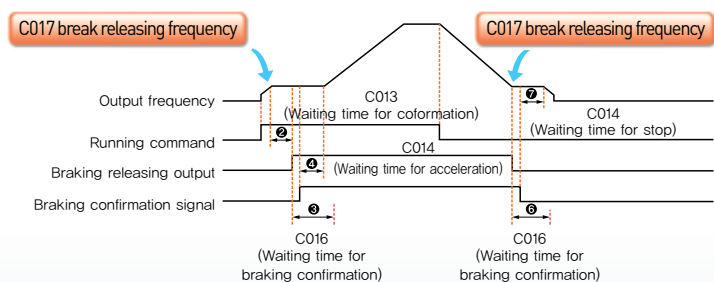 C017 break releasing frequency
C017 break releasing frequency
❼
Output frequency
C013
(Waiting time for coformation)
C014
(Waiting time for stop)
Running command
❷
C014
Braking releasing output
❹
(Waiting time for acceleration)
Braking confirmation signal
❸
❻
C016
(Waiting time for
braking confirmation)
C016
(Waiting time for
braking confirmation)